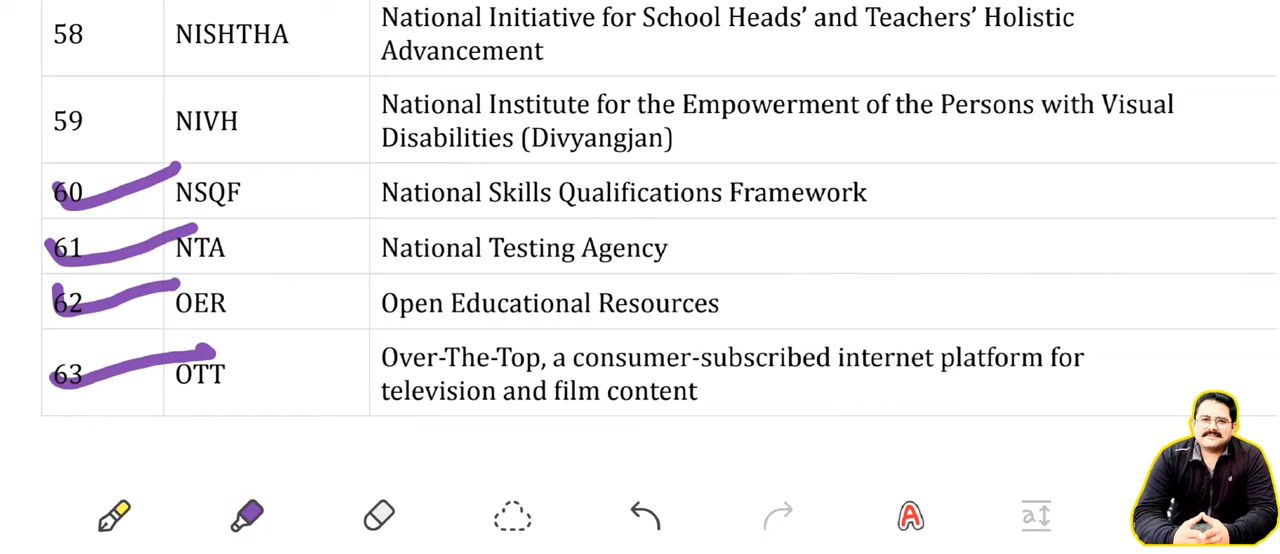 58 NISHTHA National Initiative for School Heads’ and Teachers’ Holistic
Advancement
59 NIVH National Institute for the Empowerment of the Persons with Visual
Disabilities (Divyangjan)
60 NSQF National Skills Qualifications Framework
61 NTA National Testing Agency
62 OER Open Educational Resources
63 OTT Over-The-Top, a consumer-subscribed internet platform for
television and film content
A a